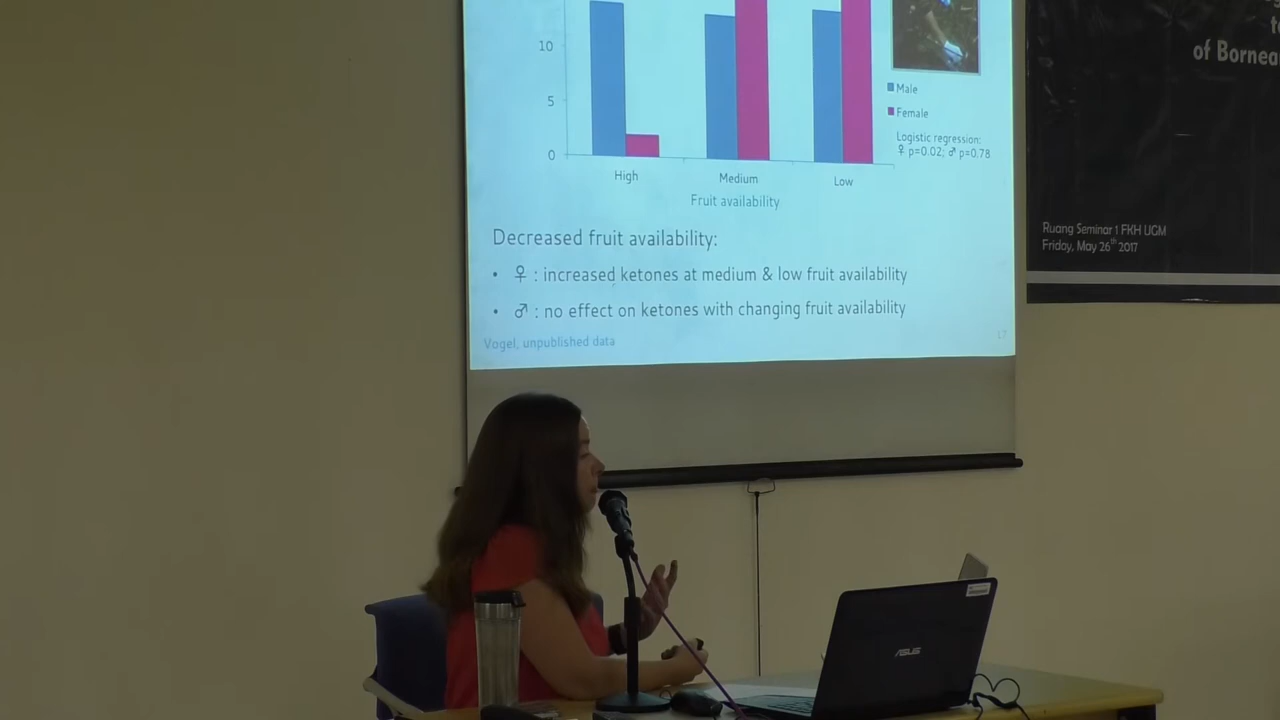 10
5
0
High
Medium
Low
Fruit availability
Male
Female
Logistic regression:
♀ p=0.02; ♂ p=0.78
Decreased fruit availability:
• ♀ : increased ketones at medium & low fruit availability
• ♂ : no effect on ketones with changing fruit availability
Vogel, unpublished data
17
of Bornea
Ruang Seminar 1 FKH UGM
Friday, May 26th 2017
ASUS